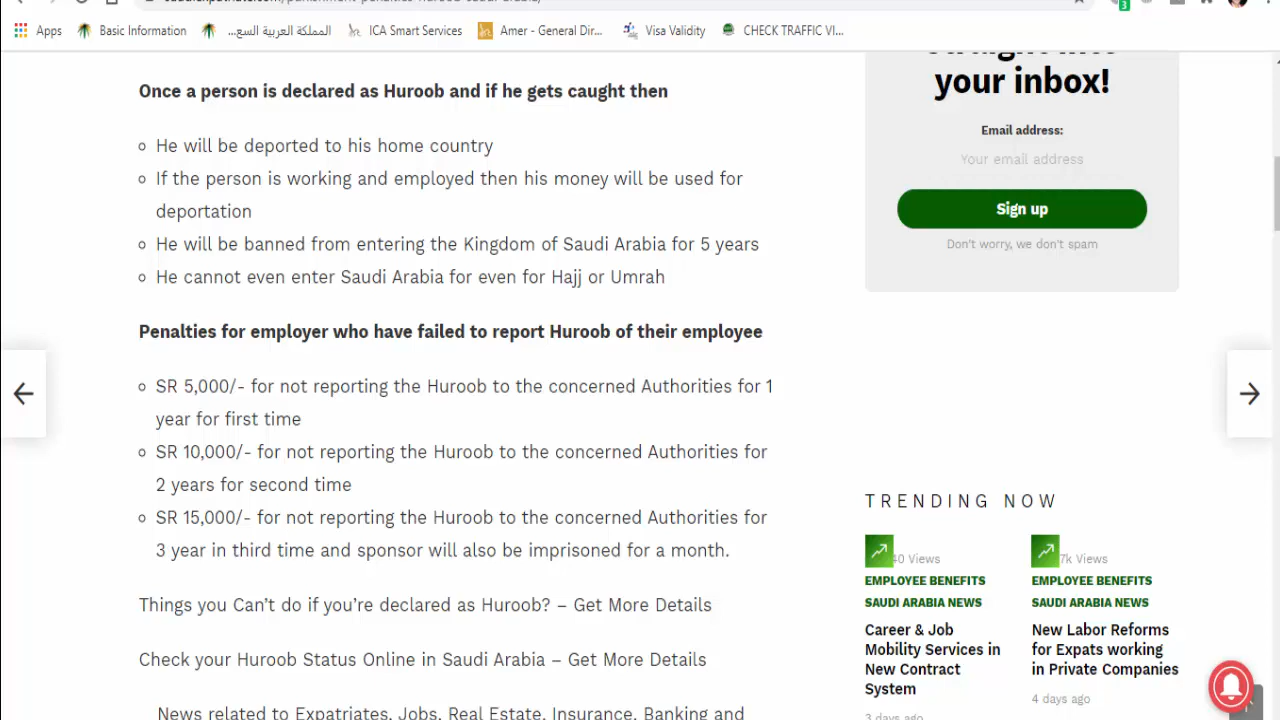 Apps
Basic Information
المملكة العربية السع...
ICA Smart Services
Amer - General Dir...
Visa Validity
CHECK TRAFFIC VI...
3
Once a person is declared as Huroob and if he gets caught then
He will be deported to his home country
If the person is working and employed then his money will be used for
deportation
He will be banned from entering the Kingdom of Saudi Arabia for 5 years
He cannot even enter Saudi Arabia for even for Hajj or Umrah
Penalties for employer who have failed to report Huroob of their employee
SR 5,000/- for not reporting the Huroob to the concerned Authorities for 1
year for first time
SR 10,000/- for not reporting the Huroob to the concerned Authorities for
2 years for second time
SR 15,000/- for not reporting the Huroob to the concerned Authorities for
3 year in third time and sponsor will also be imprisoned for a month.
Things you Can't do if you're declared as Huroob? – Get More Details
Check your Huroob Status Online in Saudi Arabia – Get More Details
News related to Expatriates, Jobs, Real Estate, Insurance, Banking and
your inbox!
Email address:
Your email address
Sign up
Don't worry, we don't spam
TRENDING NOW
Views
EMPLOYEE BENEFITS
SAUDI ARABIA NEWS
Career & Job
Mobility Services in
New Contract
System
3 days ago
7k Views
EMPLOYEE BENEFITS
SAUDI ARABIA NEWS
New Labor Reforms
for Expats working
in Private Companies
4 days ago